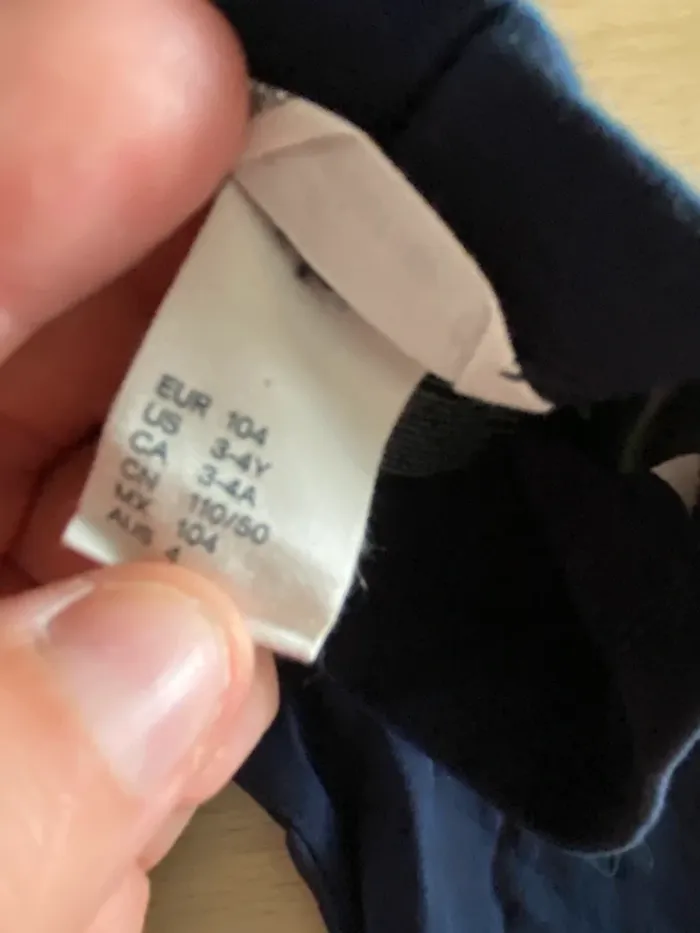 EUR 104
US 3-4Y
CA 3-4A
CN 110/50
MX 104
AUS 4